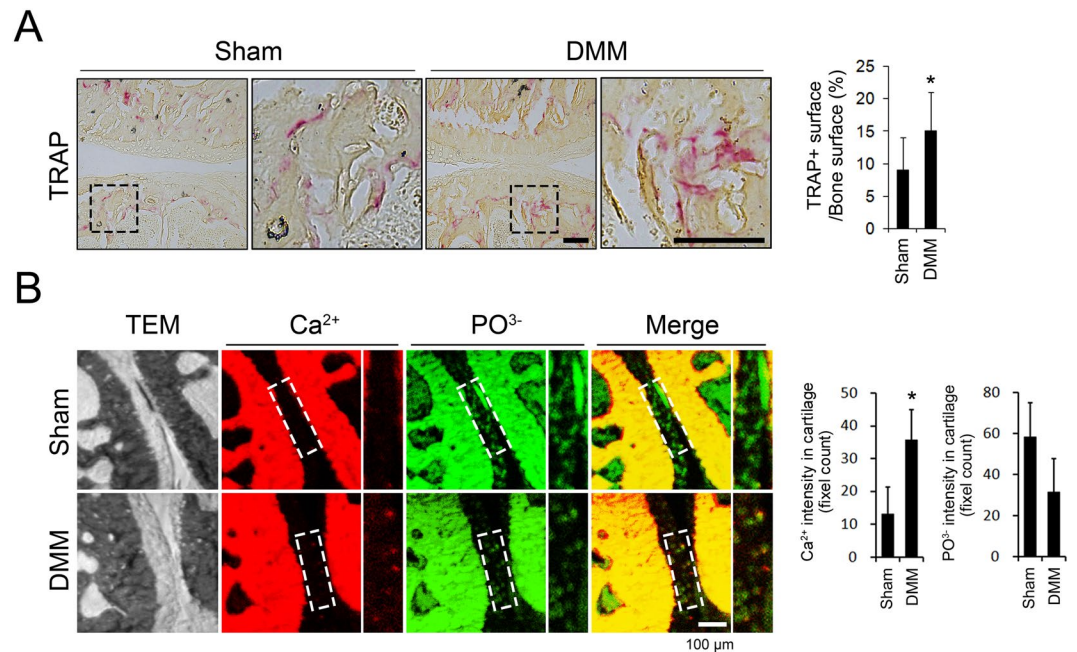 A
Sham
DMM
TRAP
TRAP+ surface
/Bone surface (%)
25
20
15
10
5
0
*
Sham
DMM
B
TEM
Ca²⁺
PO³⁻
Merge
Sham
DMM
100 μm
Ca²⁺ intensity in cartilage
(fixel count)
50
40
30
20
10
0
*
Sham
DMM
PO³⁻ intensity in cartilage
(fixel count)
80
60
40
20
0
Sham
DMM